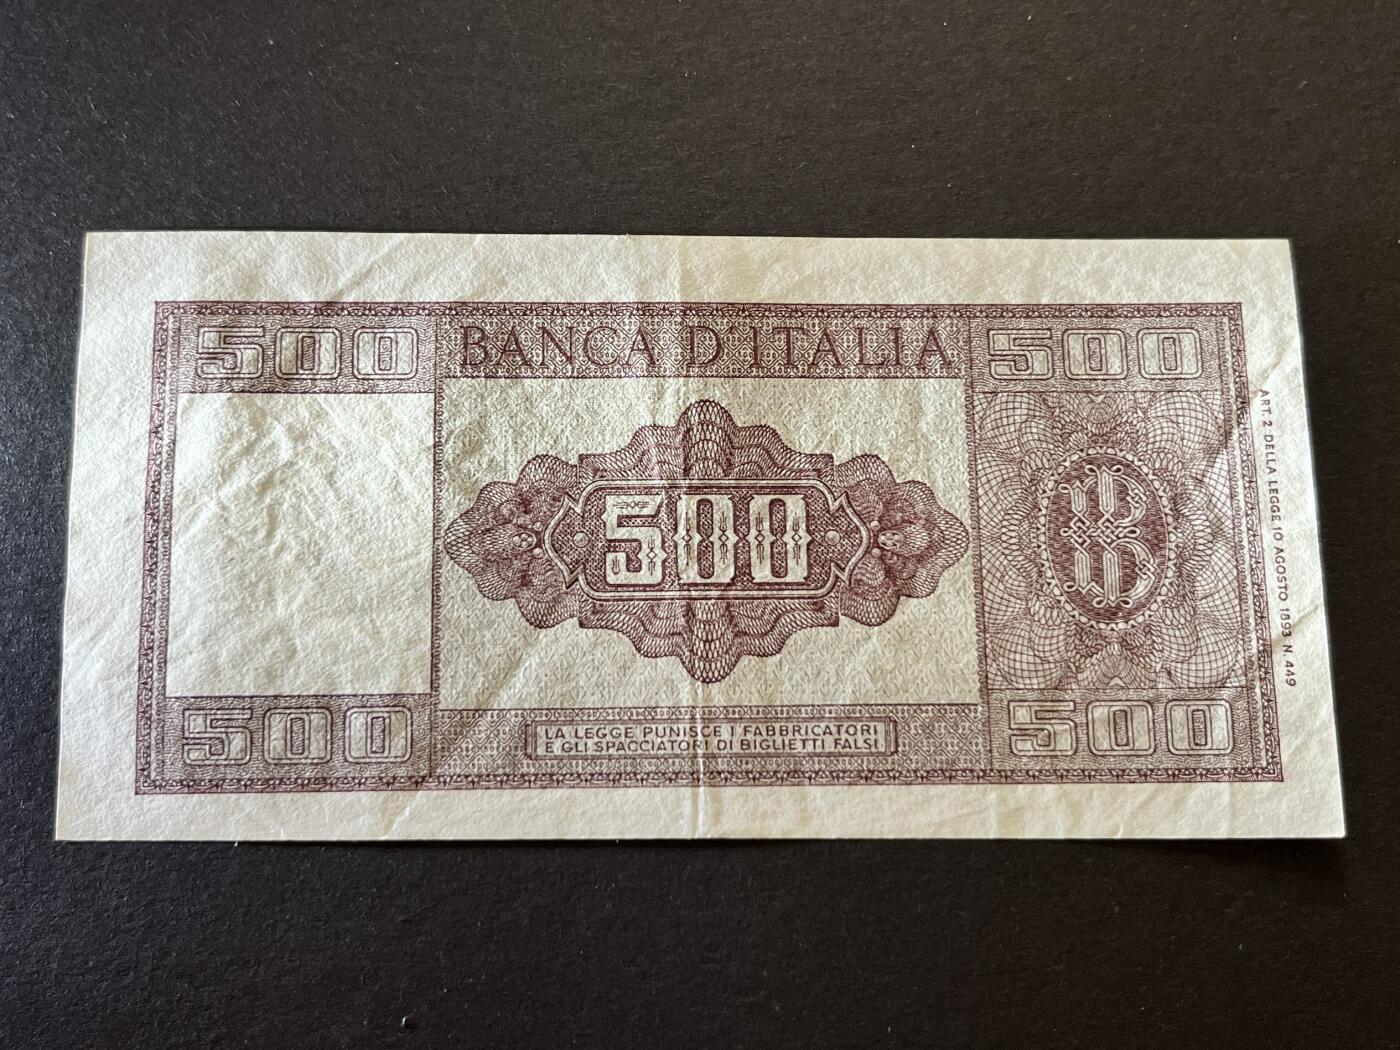 500 BANCA D'ITALIA 500
500
B
ART. 2 DELLA LEGGE 10 AGOSTO 1893 N. 449
500 LA LEGGE PUNISCE I FABBRICATORI 500
E GLI SPACCIATORI DI BIGLIETTI FALSI